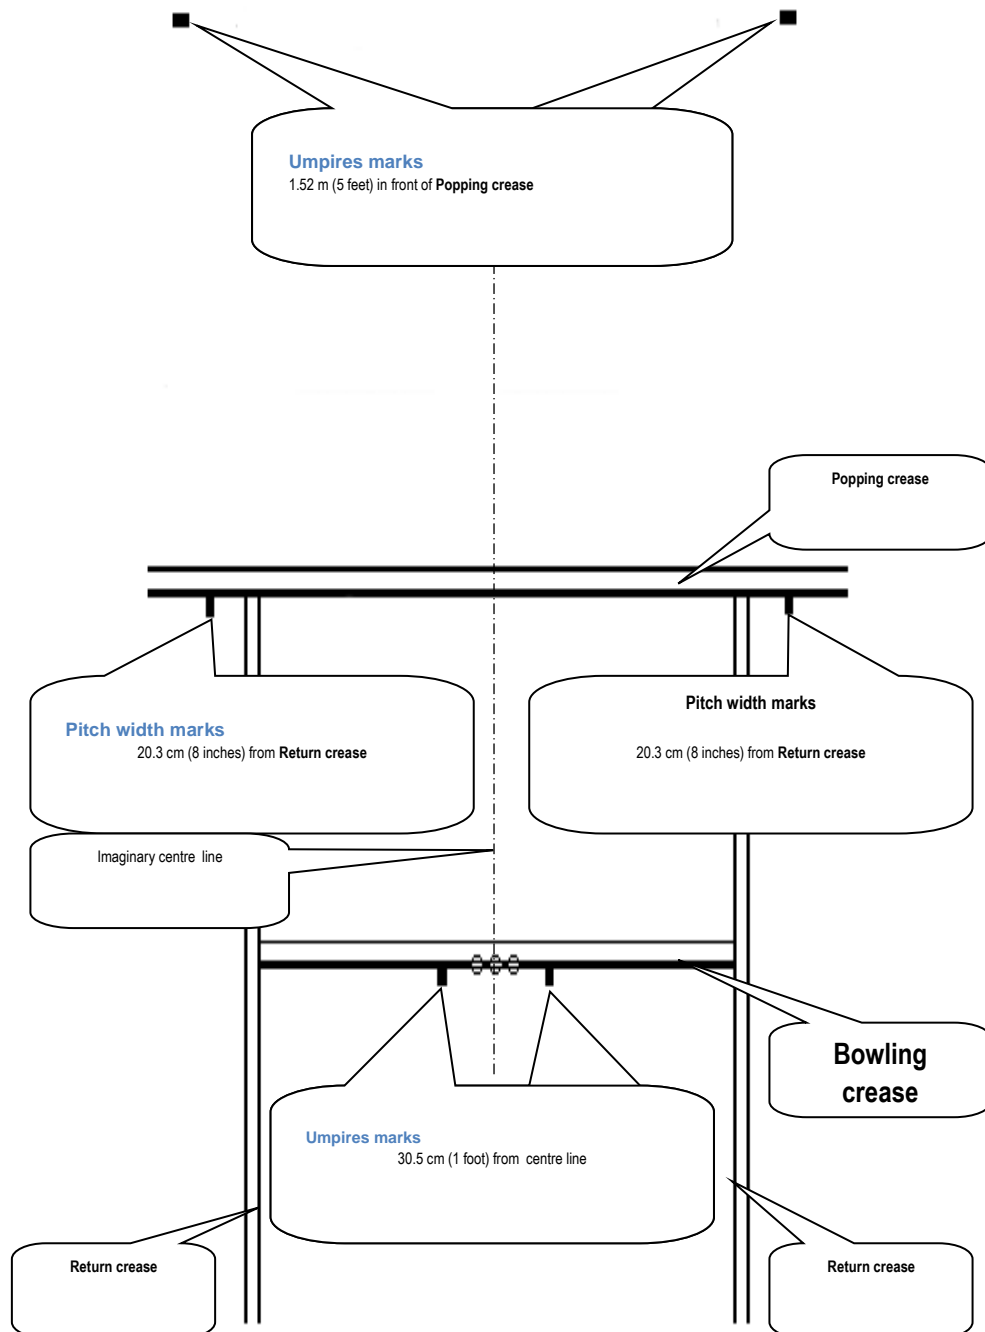 Umpires marks
1.52 m (5 feet) in front of Popping crease
Popping crease
Pitch width marks
20.3 cm (8 inches) from Return crease
Pitch width marks
20.3 cm (8 inches) from Return crease
Imaginary centre line
Bowling
crease
Umpires marks
30.5 cm (1 foot) from centre line
Return crease
Return crease